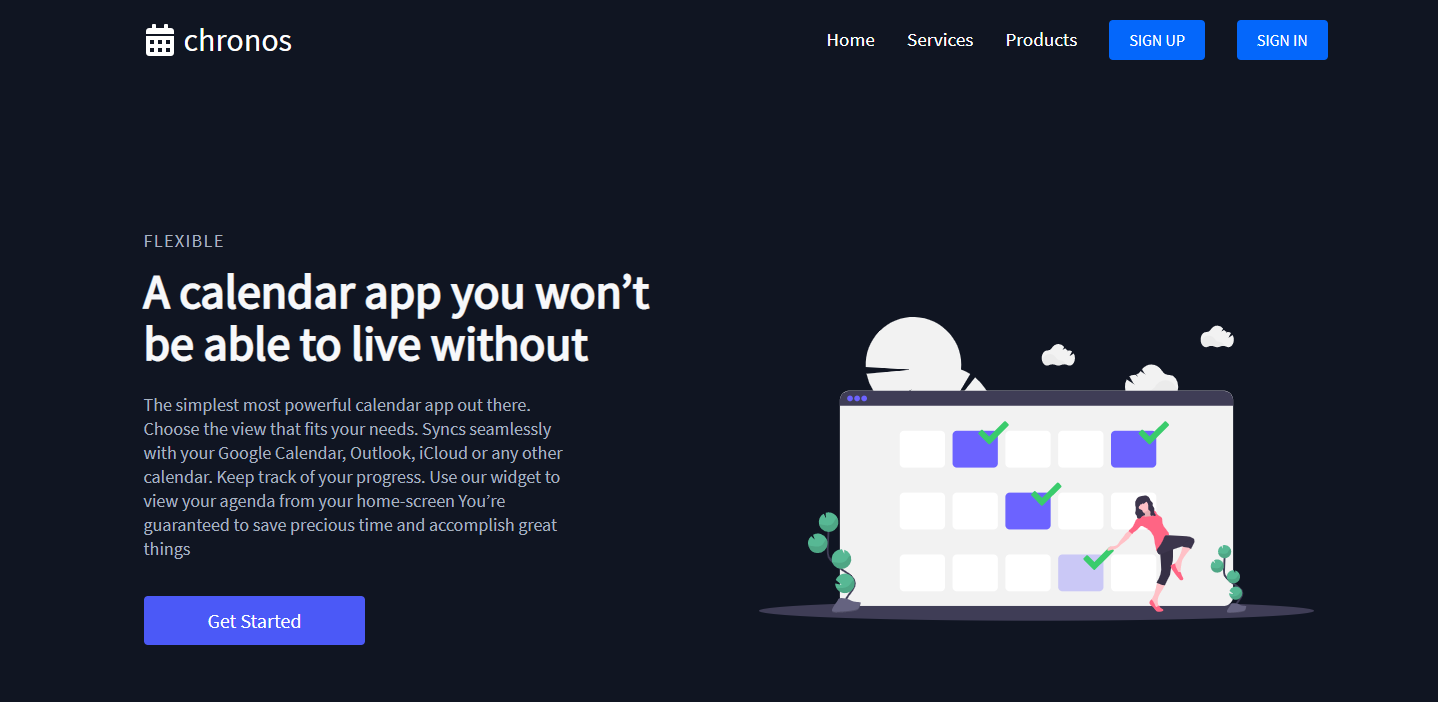 chronos
Home Services Products SIGN UP SIGN IN
FLEXIBLE
A calendar app you won’t
be able to live without
The simplest most powerful calendar app out there.
Choose the view that fits your needs. Syncs seamlessly
with your Google Calendar, Outlook, iCloud or any other
calendar. Keep track of your progress. Use our widget to
view your agenda from your home-screen You’re
guaranteed to save precious time and accomplish great
things
Get Started